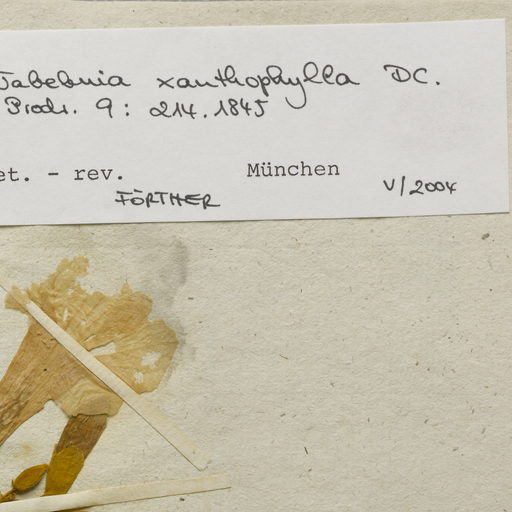 Tabebuia xanthophylla DC.
Prodr. 9: 214. 1845
et. - rev. München
FÖRTHER V/2004